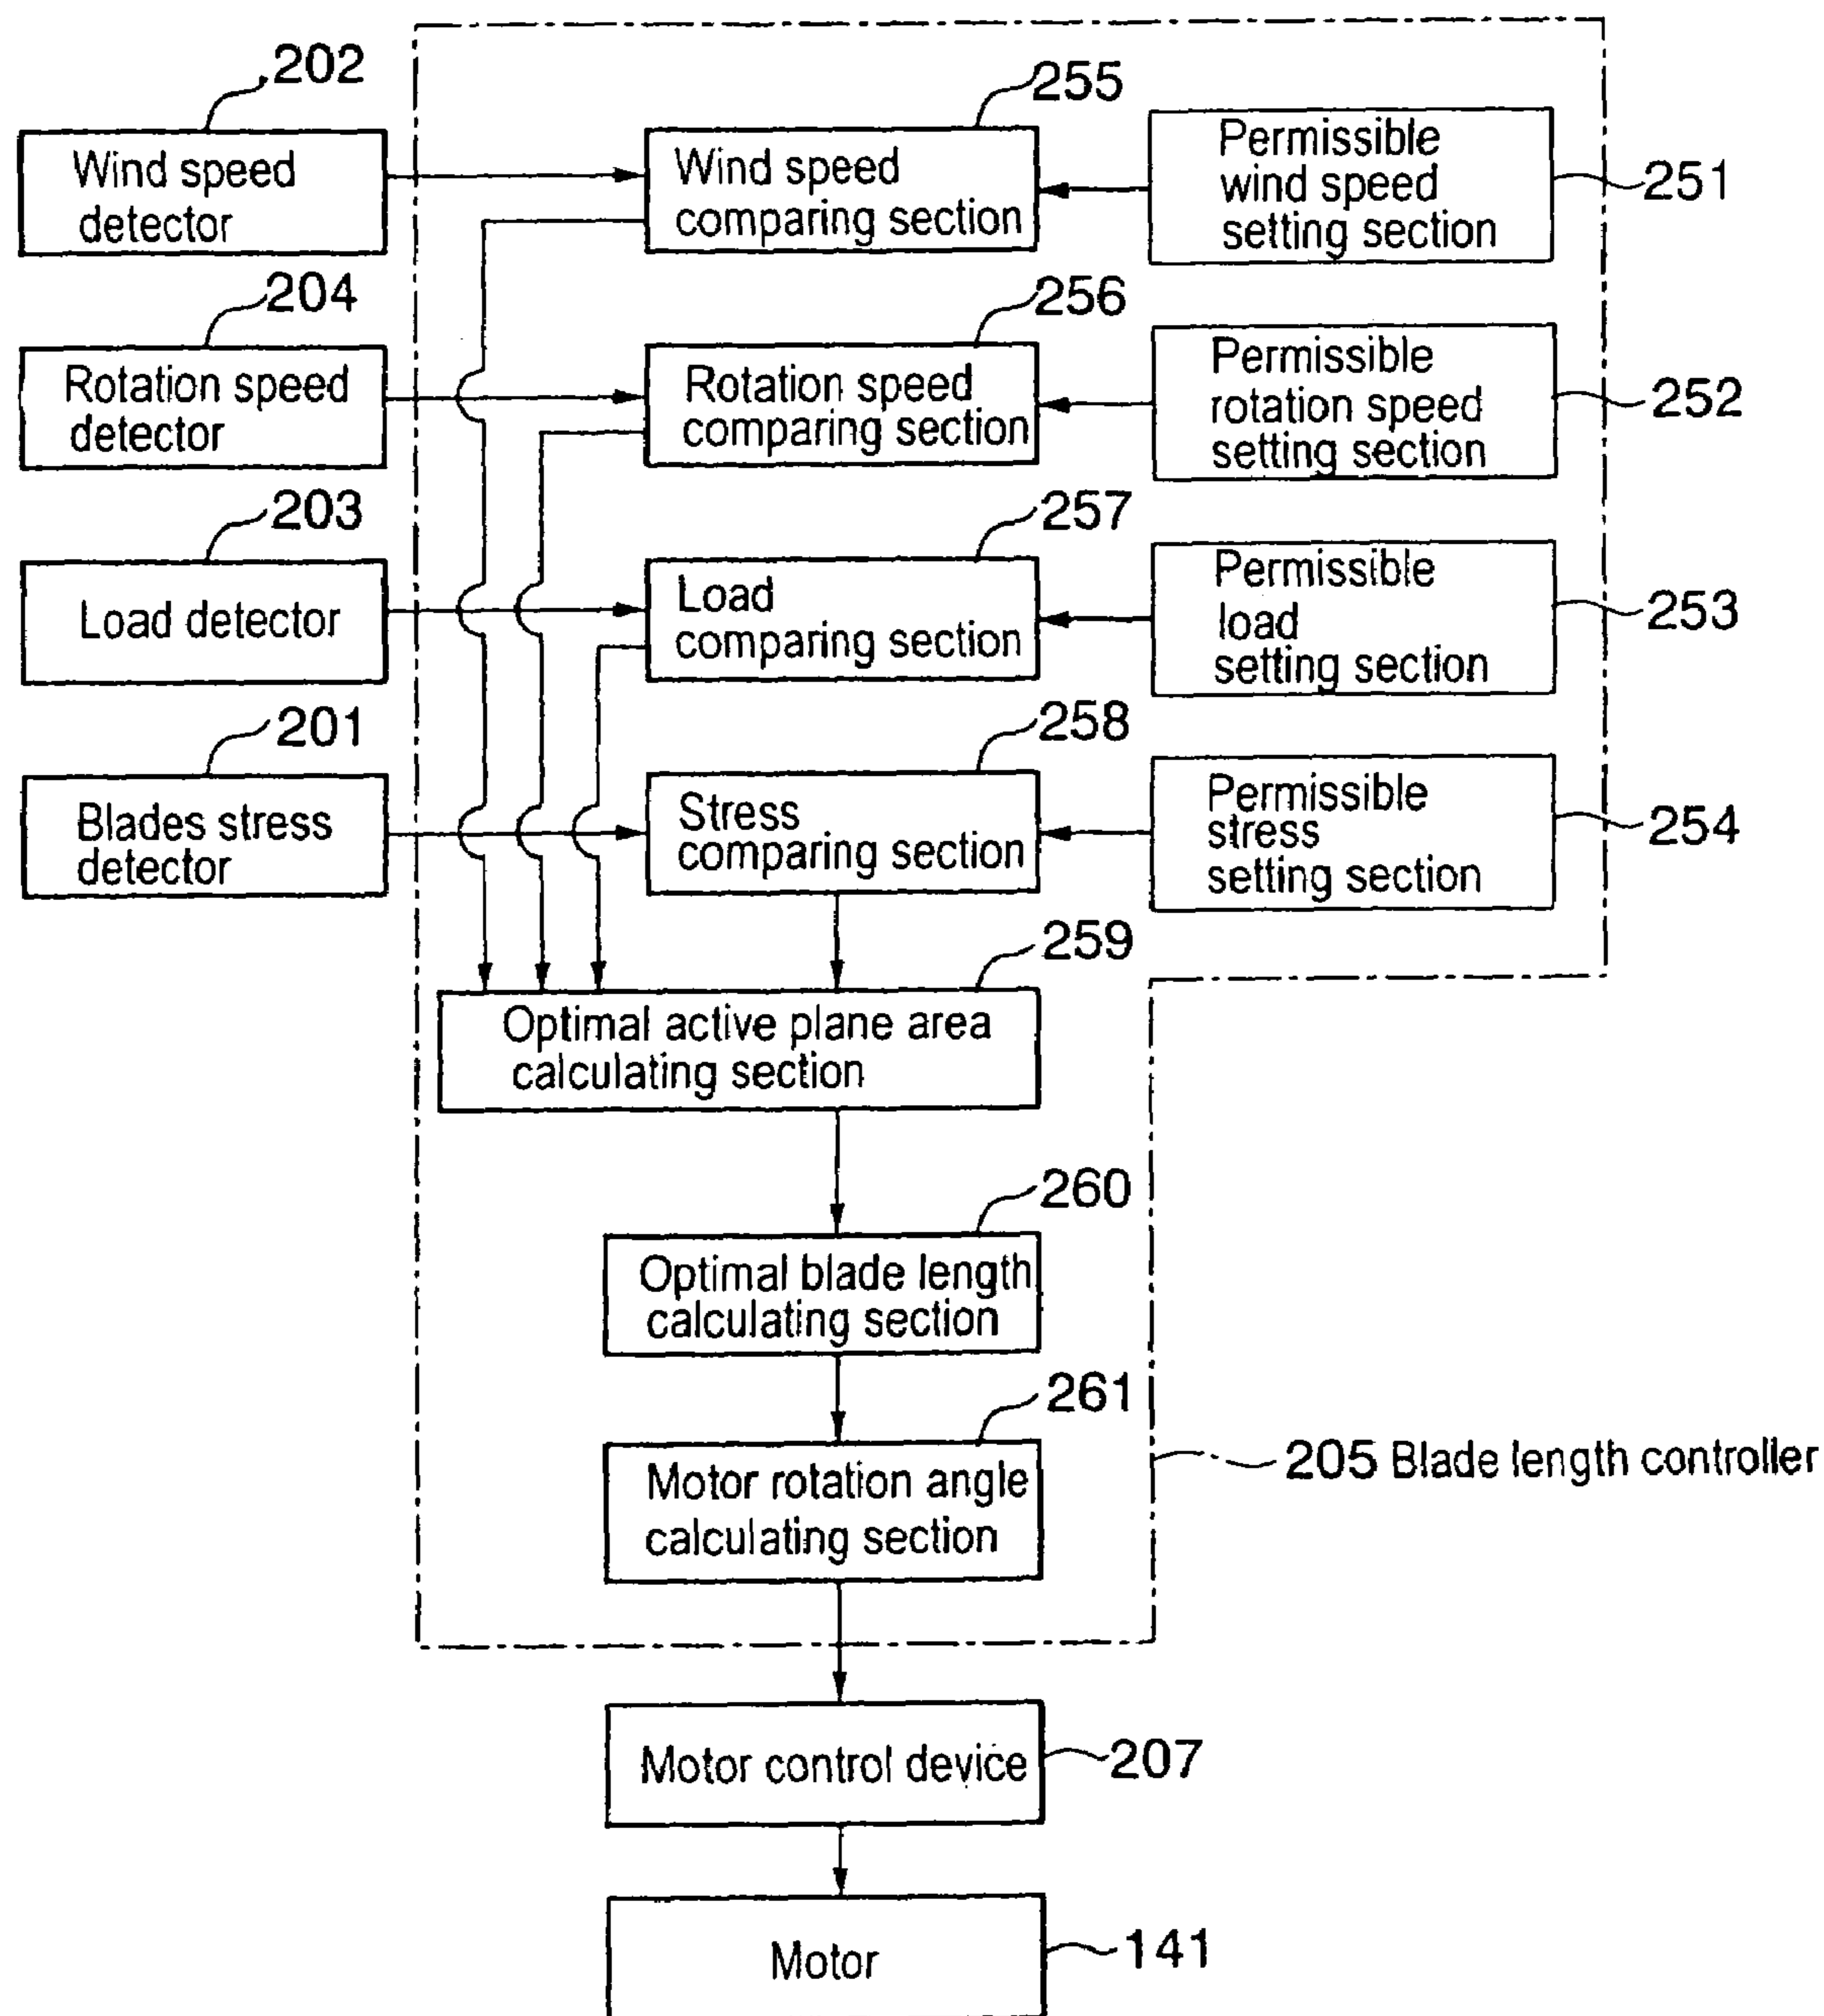 202
255
Wind speed
detector
Wind speed
comparing section
Permissible
wind speed
setting section
251
204
256
Rotation speed
detector
Rotation speed
comparing section
Permissible
rotation speed
setting section
252
203
257
Load detector
Load
comparing section
Permissible
load
setting section
253
201
258
Blades stress
detector
Stress
comparing section
Permissible
stress
setting section
254
259
Optimal active plane area
calculating section
260
Optimal blade length
calculating section
261
Motor rotation angle
calculating section
205 Blade length controller
Motor control device
207
Motor
141